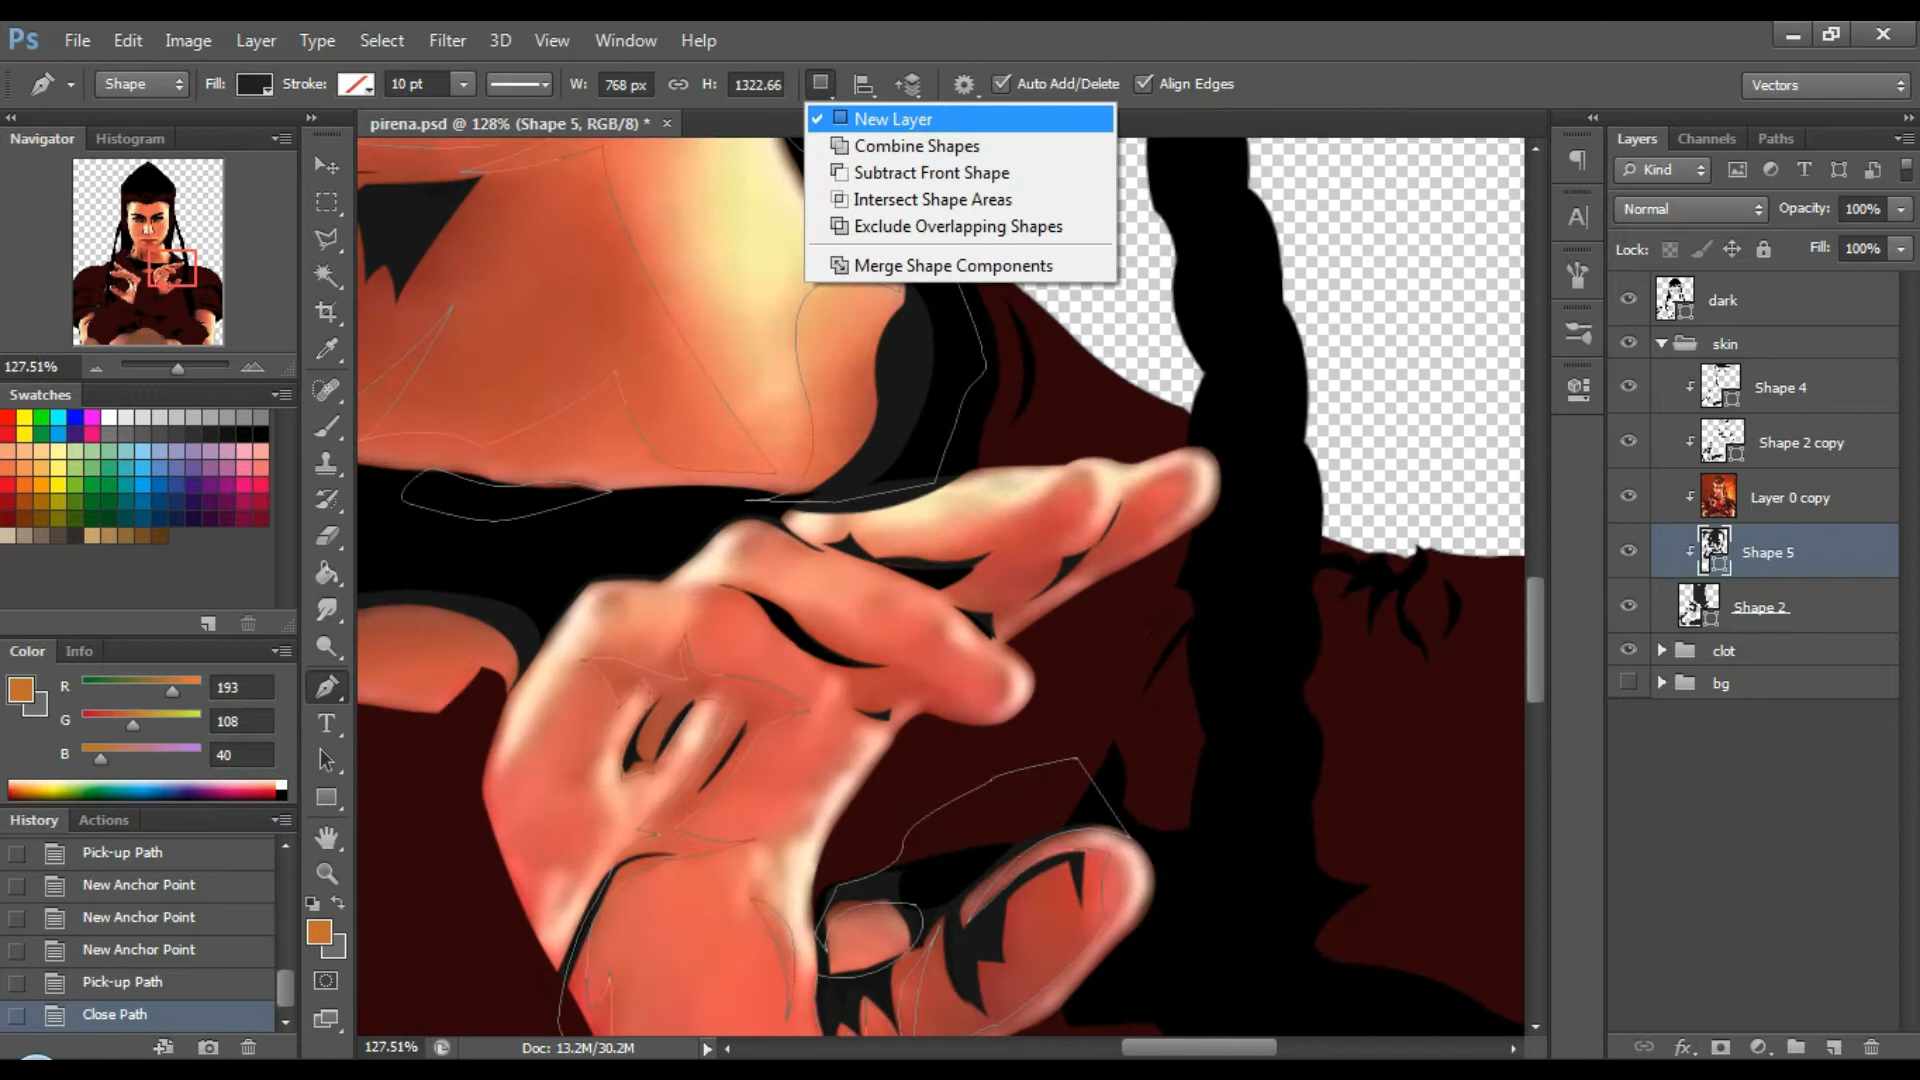 Ps File Edit Image Layer Type Select Filter 3D View Window Help
Shape Fill: Stroke: 10 pt W: 768 px H: 1322.66 Auto Add/Delete Align Edges Vectors
Navigator Histogram
pirena.psd @ 128% (Shape 5, RGB/8) * ×
New Layer
Combine Shapes
Subtract Front Shape
Intersect Shape Areas
Exclude Overlapping Shapes
Merge Shape Components
127.51%
Swatches
Color Info
R 193
G 108
B 40
History Actions
Pick-up Path
New Anchor Point
New Anchor Point
New Anchor Point
Pick-up Path
Close Path
127.51% Doc: 13.2M/30.2M
Layers Channels Paths
Kind
Normal Opacity: 100%
Lock: Fill: 100%
dark
skin
Shape 4
Shape 2 copy
Layer 0 copy
Shape 5
Shape 2
clot
bg